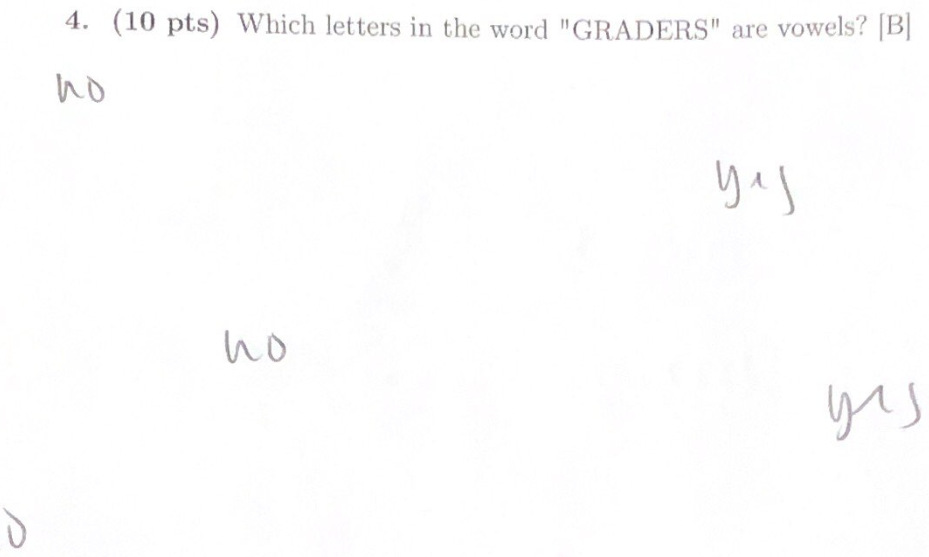 4. (10 pts) Which letters in the word "GRADERS" are vowels? [B]
no
yes
no
yes